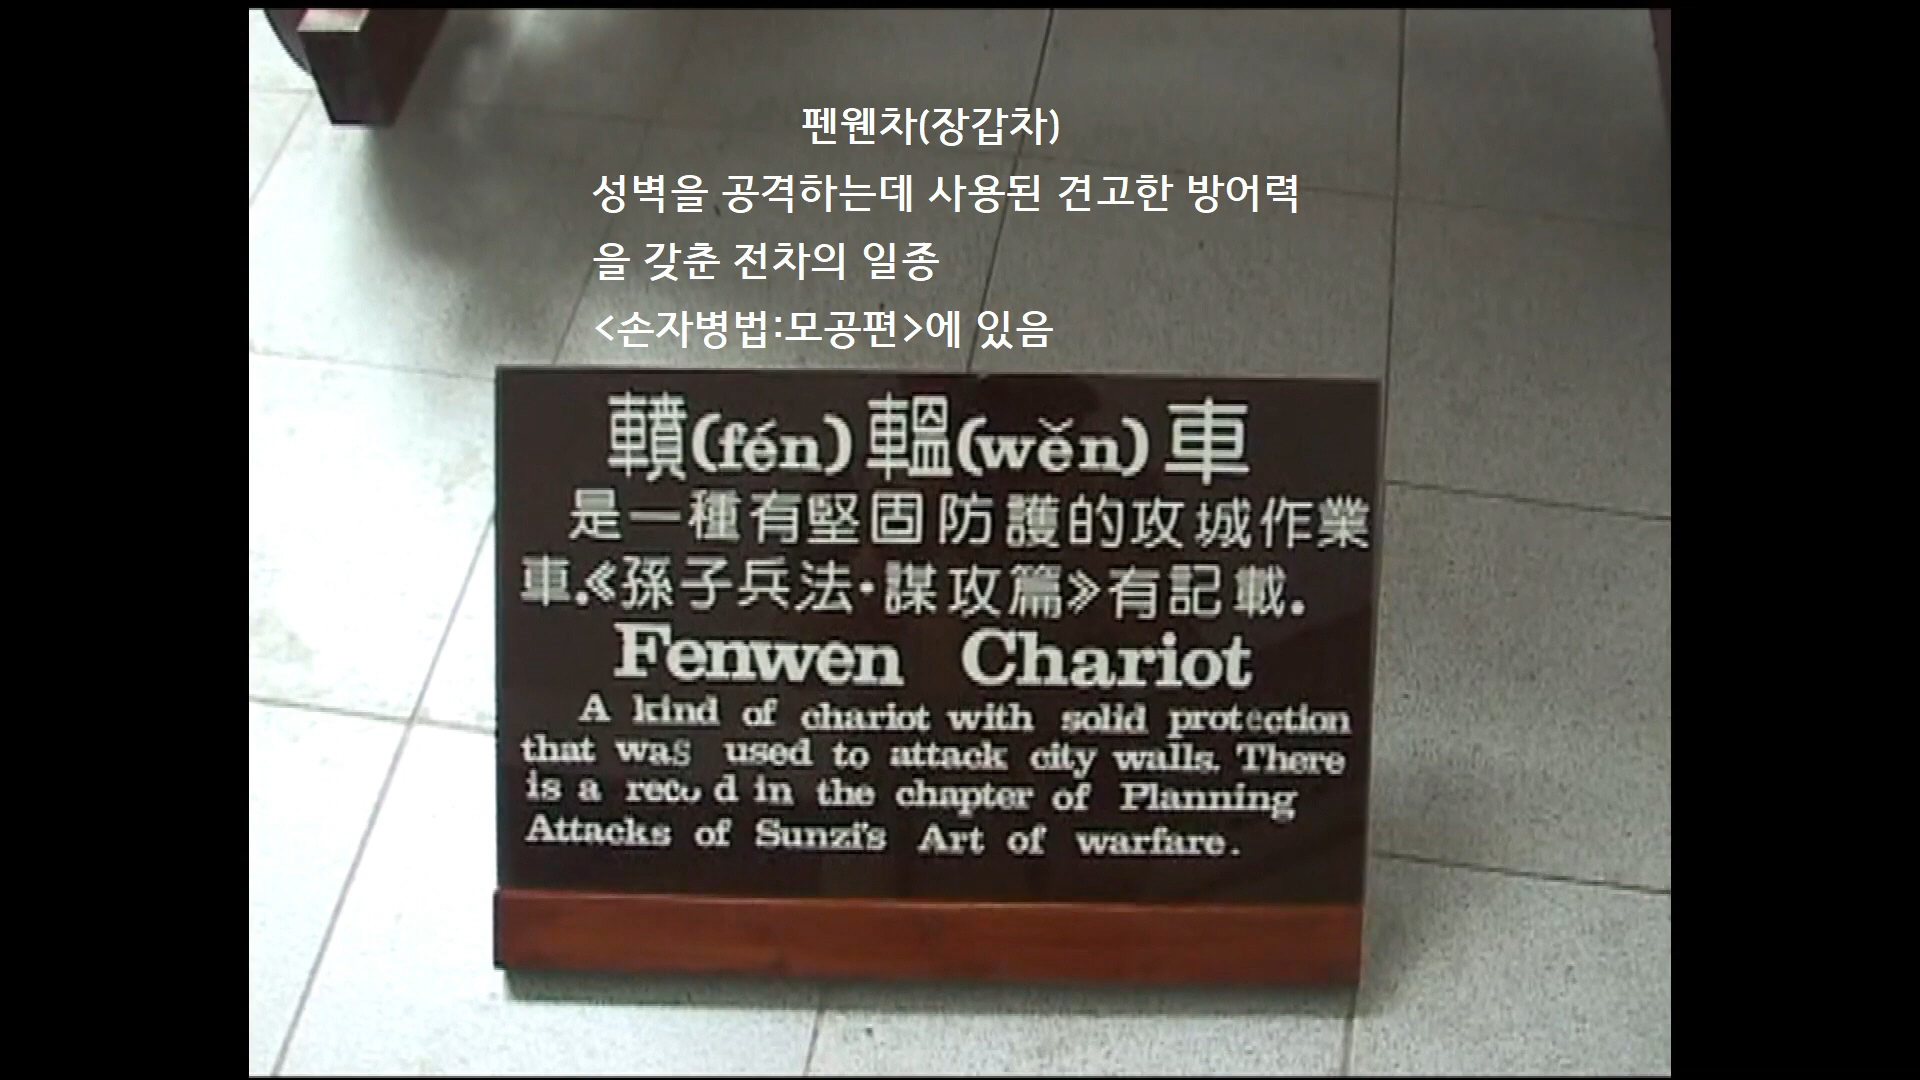 펜웬차(장갑차)
성벽을 공격하는데 사용된 견고한 방어력
을 갖춘 전차의 일종
<손자병법:모공편>에 있음
轒(fén)轀(wěn)車
是一種有堅固防護的攻城作業
車.《孫子兵法·謀攻篇》有記載.
Fenwen Chariot
A kind of chariot with solid protection
that was used to attack city walls. There
is a reco d in the chapter of Planning
Attacks of Sunzi's Art of warfare.